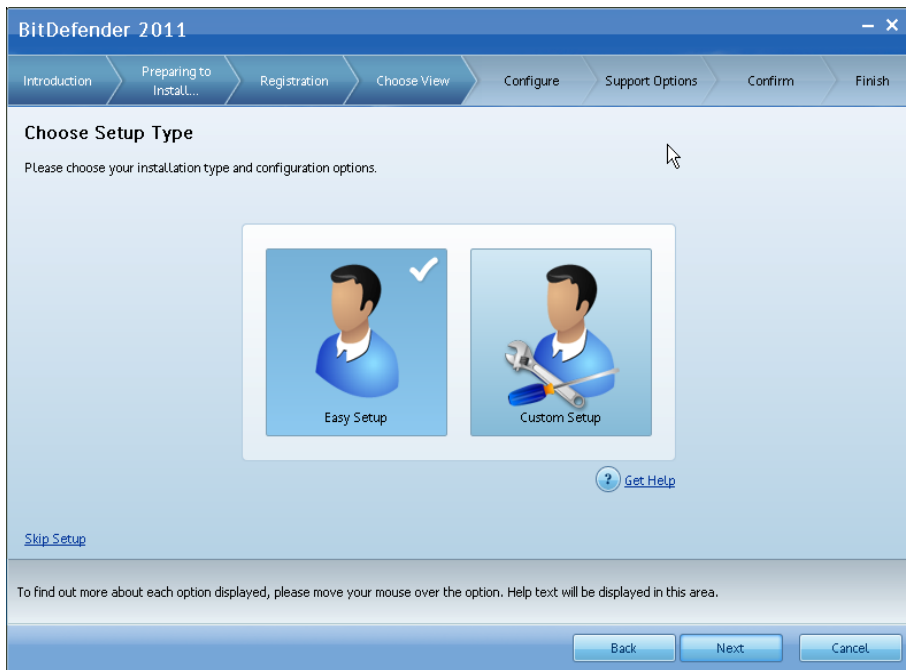 BitDefender 2011
Introduction
Preparing to
Install...
Registration
Choose View
Configure
Support Options
Confirm
Finish
Choose Setup Type
Please choose your installation type and configuration options.
Easy Setup
Custom Setup
? Get Help
Skip Setup
To find out more about each option displayed, please move your mouse over the option. Help text will be displayed in this area.
Back
Next
Cancel